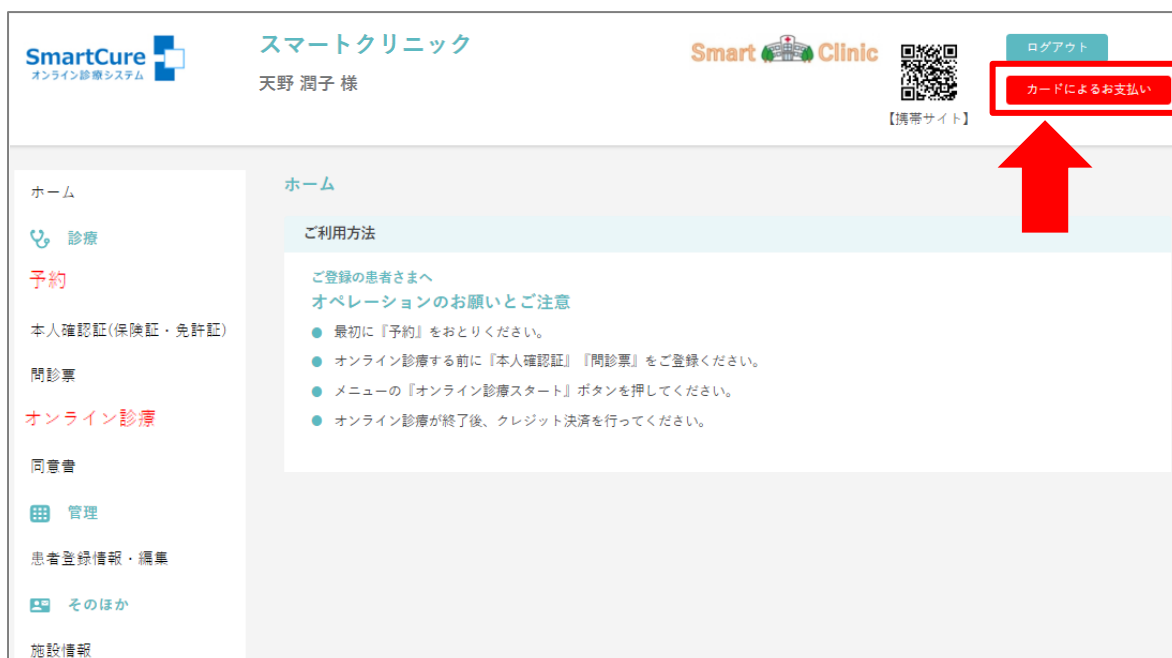 SmartCure
オンライン診療システム
スマートクリニック
天野 潤子 様
Smart Clinic
【携帯サイト】
ログアウト
カードによるお支払い
ホーム
診療
予約
本人確認証(保険証・免許証)
問診票
オンライン診療
同意書
管理
患者登録情報・編集
そのほか
施設情報
ホーム
ご利用方法
ご登録の患者さまへ
オペレーションのお願いとご注意
● 最初に『予約』をおとりください。
● オンライン診療する前に『本人確認証』『問診票』をご登録ください。
● メニューの『オンライン診療スタート』ボタンを押してください。
● オンライン診療が終了後、クレジット決済を行ってください。